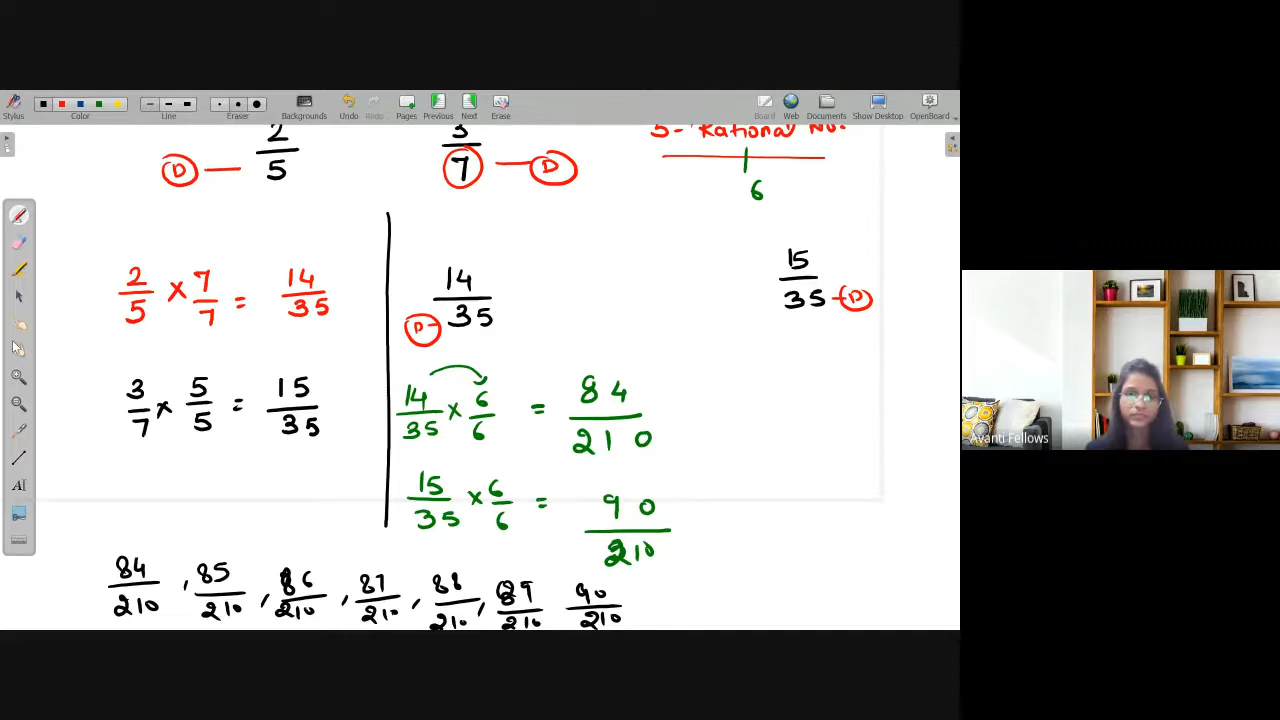 Stylus Color Line Eraser Backgrounds Undo Redo Pages Previous Next Erase Board Web Documents Show Desktop OpenBoard
2/5 3/7 5 - Rational No.
D D
6
2/5 × 7/7 = 14/35
14/35 D
15/35 D
3/7 × 5/5 = 15/35
14/35 × 6/6 = 84/210
15/35 × 6/6 = 90/210
84/210 , 85/210 , 86/210 , 87/210 , 88/210 , 89/210 90/210
Avanti Fellows